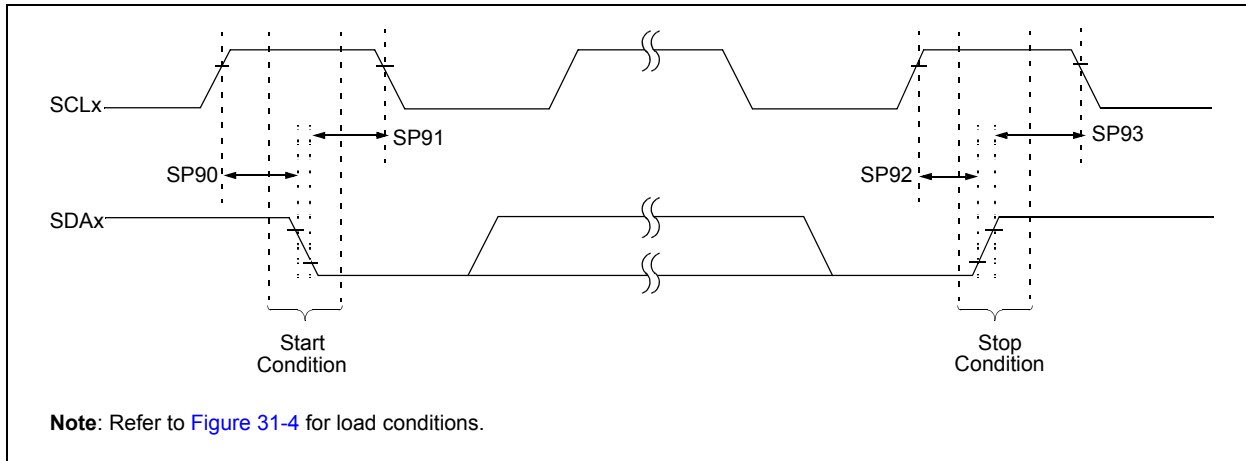 SCLx
SP91
SP93
SP90
SP92
SDAx
Start
Condition
Stop
Condition
Note: Refer to Figure 31-4 for load conditions.